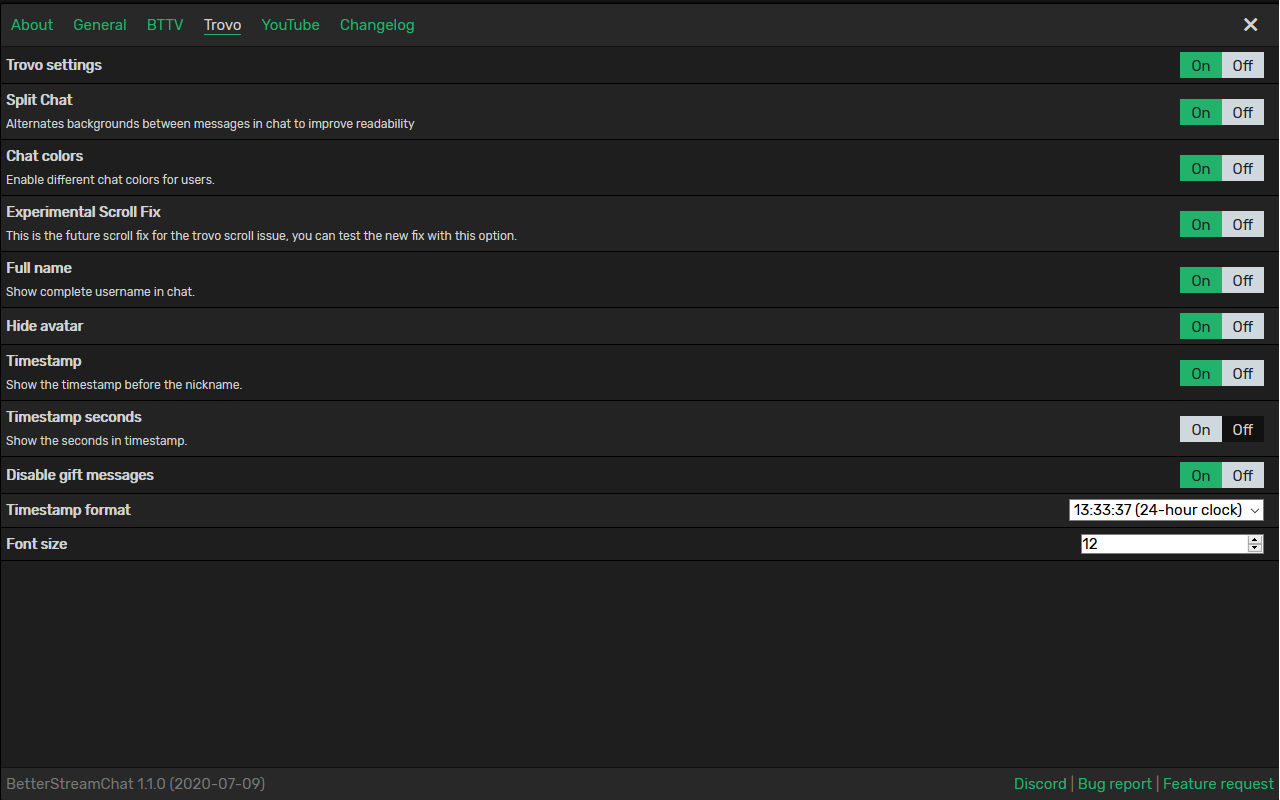 About General BTTV Trovo YouTube Changelog ×
Trovo settings On Off
Split Chat
Alternates backgrounds between messages in chat to improve readability On Off
Chat colors
Enable different chat colors for users. On Off
Experimental Scroll Fix
This is the future scroll fix for the trovo scroll issue, you can test the new fix with this option. On Off
Full name
Show complete username in chat. On Off
Hide avatar On Off
Timestamp
Show the timestamp before the nickname. On Off
Timestamp seconds
Show the seconds in timestamp. On Off
Disable gift messages On Off
Timestamp format 13:33:37 (24-hour clock)
Font size 12
BetterStreamChat 1.1.0 (2020-07-09) Discord | Bug report | Feature request